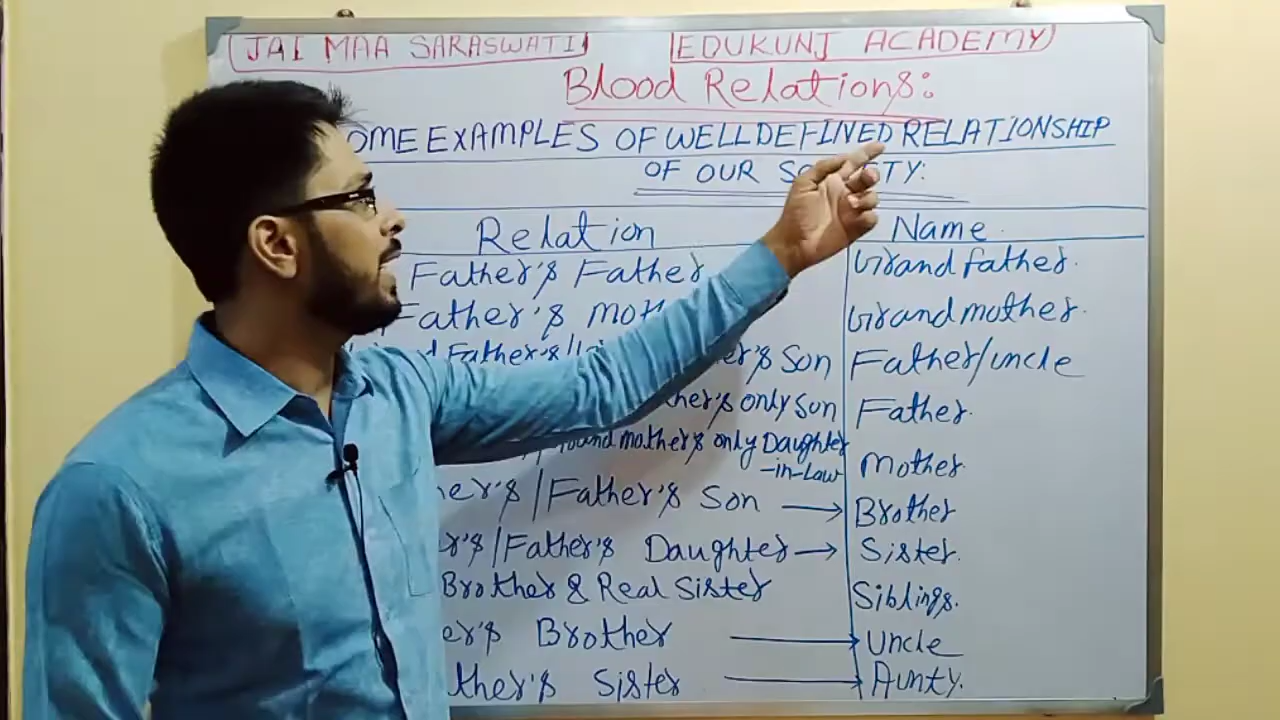 JAI MAA SARASWATI EDUKUNJ ACADEMY
Blood Relations:
OME EXAMPLES OF WELL DEFINED RELATIONSHIP
OF OUR TY:
Relation Name
Father's Father Grand father.
Father's Grand mother.
Father's/ Son Father/uncle
only Son Father.
mother's only Daughter Mother
-in-Law
/Father's Son → Brother
/Father's Daughter → Sister.
Brother & Real Sister Siblings.
Brother → Uncle
Sister → Aunty.